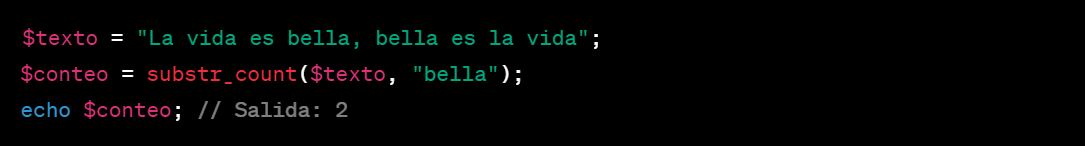 $texto = "La vida es bella, bella es la vida";
$conteo = substr_count($texto, "bella");
echo $conteo; // Salida: 2